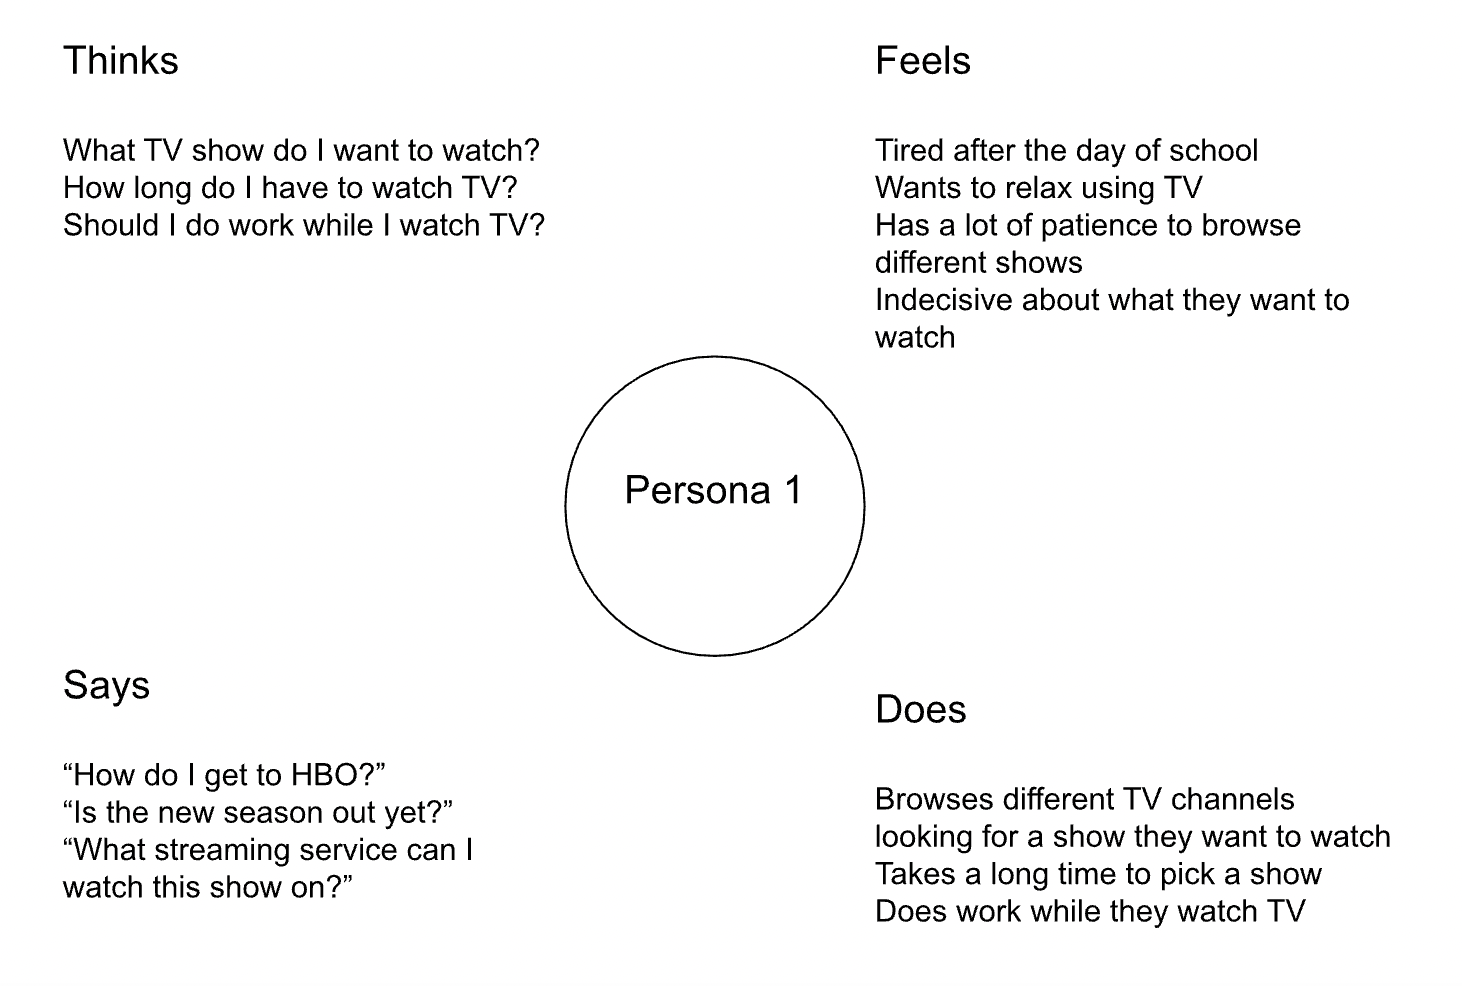 Thinks
What TV show do I want to watch?
How long do I have to watch TV?
Should I do work while I watch TV?
Feels
Tired after the day of school
Wants to relax using TV
Has a lot of patience to browse
different shows
Indecisive about what they want to
watch
Persona 1
Says
“How do I get to HBO?”
“Is the new season out yet?”
“What streaming service can I
watch this show on?”
Does
Browses different TV channels
looking for a show they want to watch
Takes a long time to pick a show
Does work while they watch TV